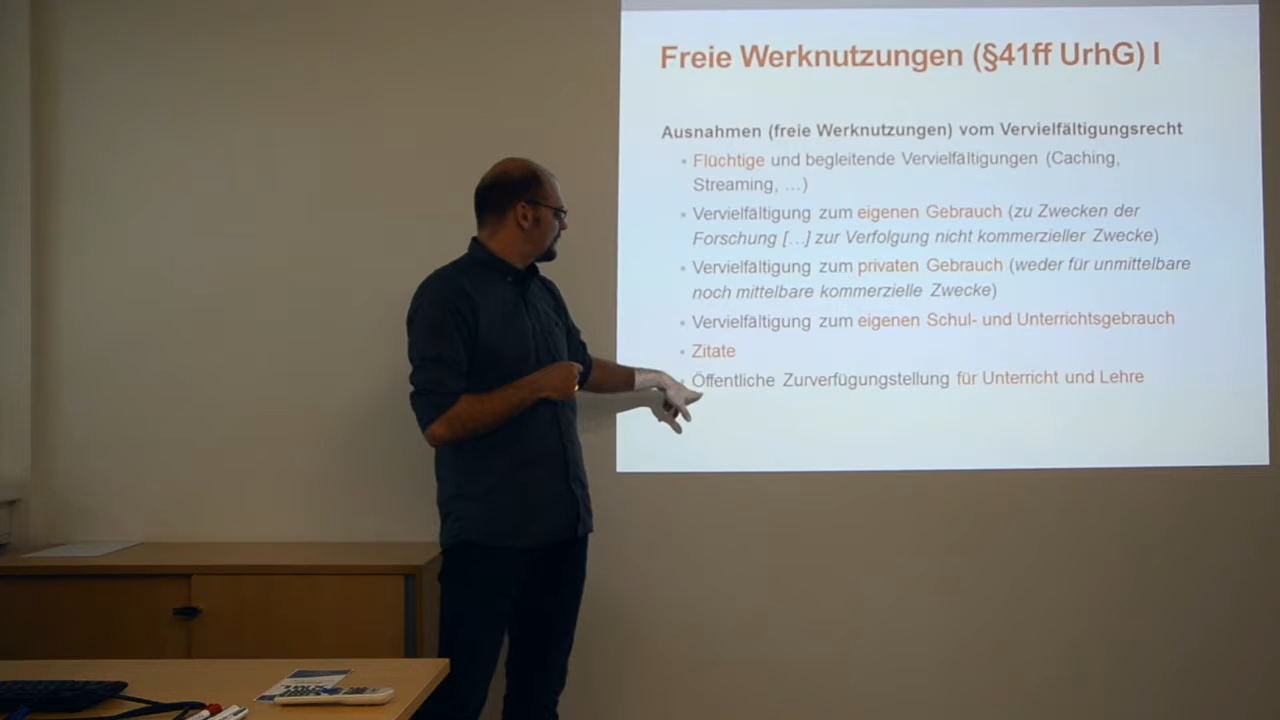 Freie Werknutzungen (§41ff UrhG) I
Ausnahmen (freie Werknutzungen) vom Vervielfältigungsrecht
Flüchtige und begleitende Vervielfältigungen (Caching,
Streaming, …)
Vervielfältigung zum eigenen Gebrauch (zu Zwecken der
Forschung […] zur Verfolgung nicht kommerzieller Zwecke)
Vervielfältigung zum privaten Gebrauch (weder für unmittelbare
noch mittelbare kommerzielle Zwecke)
Vervielfältigung zum eigenen Schul- und Unterrichtsgebrauch
Zitate
Öffentliche Zurverfügungstellung für Unterricht und Lehre